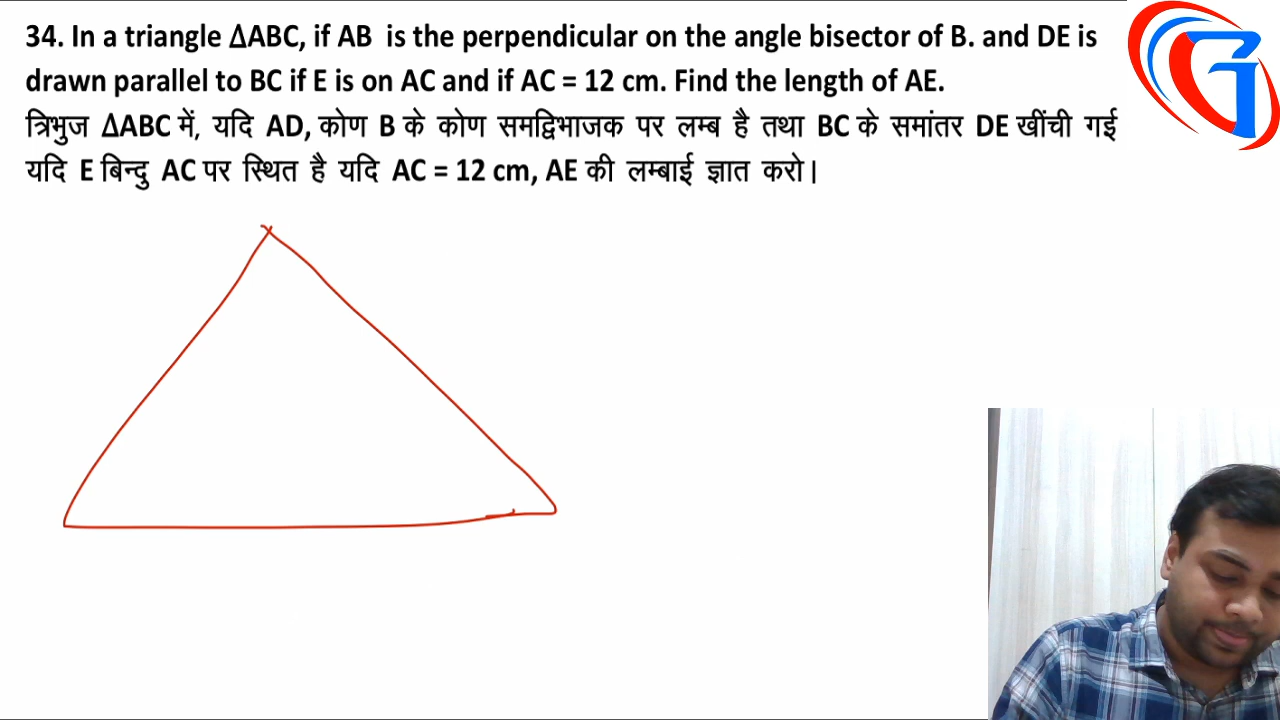 34. In a triangle ΔABC, if AB is the perpendicular on the angle bisector of B. and DE is
drawn parallel to BC if E is on AC and if AC = 12 cm. Find the length of AE.
त्रिभुज ΔABC में, यदि AD, कोण B के कोण समद्विभाजक पर लम्ब है तथा BC के समांतर DE खींची गई
यदि E बिन्दु AC पर स्थित है यदि AC = 12 cm, AE की लम्बाई ज्ञात करो।